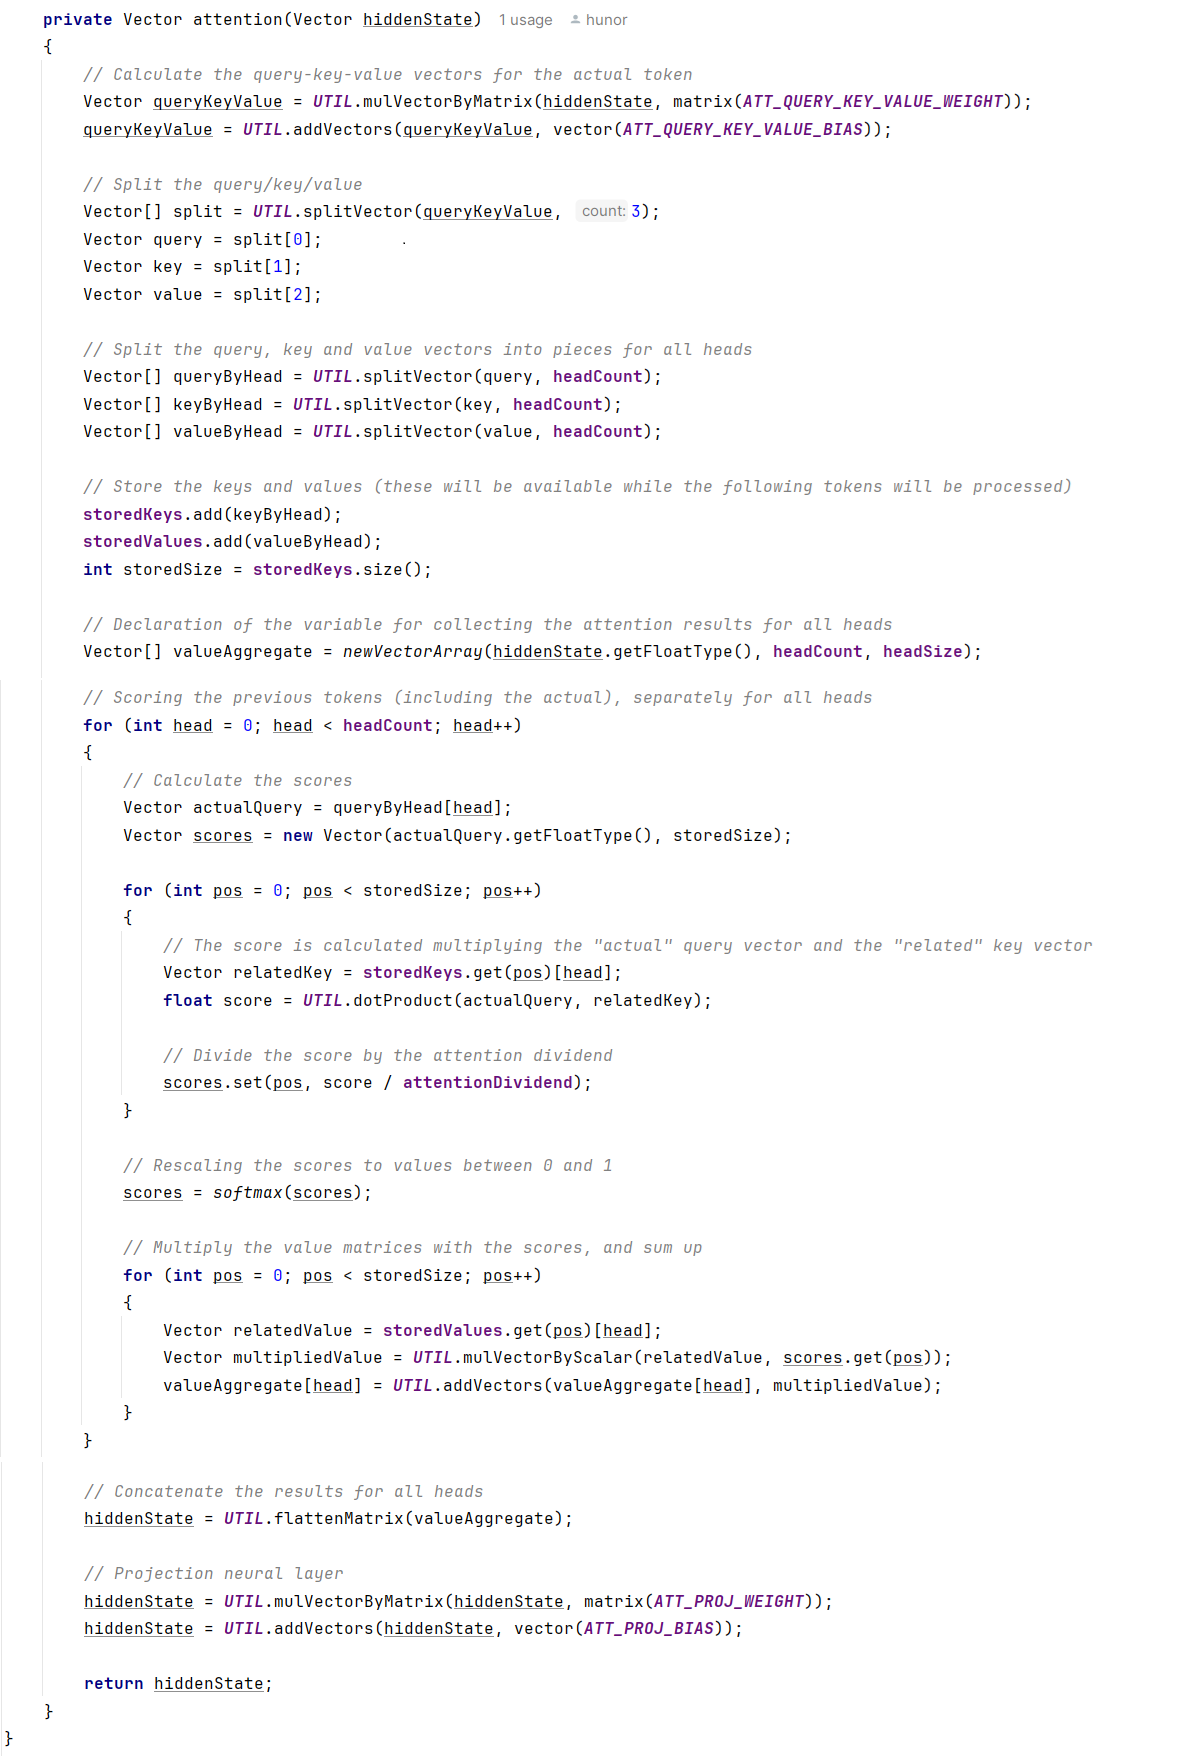 private Vector attention(Vector hiddenState) 1 usage hunor
{
// Calculate the query-key-value vectors for the actual token
Vector queryKeyValue = UTIL.mulVectorByMatrix(hiddenState, matrix(ATT_QUERY_KEY_VALUE_WEIGHT));
queryKeyValue = UTIL.addVectors(queryKeyValue, vector(ATT_QUERY_KEY_VALUE_BIAS));
// Split the query/key/value
Vector[] split = UTIL.splitVector(queryKeyValue, count: 3);
Vector query = split[0];
Vector key = split[1];
Vector value = split[2];
// Split the query, key and value vectors into pieces for all heads
Vector[] queryByHead = UTIL.splitVector(query, headCount);
Vector[] keyByHead = UTIL.splitVector(key, headCount);
Vector[] valueByHead = UTIL.splitVector(value, headCount);
// Store the keys and values (these will be available while the following tokens will be processed)
storedKeys.add(keyByHead);
storedValues.add(valueByHead);
int storedSize = storedKeys.size();
// Declaration of the variable for collecting the attention results for all heads
Vector[] valueAggregate = newVectorArray(hiddenState.getFloatType(), headCount, headSize);
// Scoring the previous tokens (including the actual), separately for all heads
for (int head = 0; head < headCount; head++)
{
// Calculate the scores
Vector actualQuery = queryByHead[head];
Vector scores = new Vector(actualQuery.getFloatType(), storedSize);
for (int pos = 0; pos < storedSize; pos++)
{
// The score is calculated multiplying the "actual" query vector and the "related" key vector
Vector relatedKey = storedKeys.get(pos)[head];
float score = UTIL.dotProduct(actualQuery, relatedKey);
// Divide the score by the attention dividend
scores.set(pos, score / attentionDividend);
}
// Rescaling the scores to values between 0 and 1
scores = softmax(scores);
// Multiply the value matrices with the scores, and sum up
for (int pos = 0; pos < storedSize; pos++)
{
Vector relatedValue = storedValues.get(pos)[head];
Vector multipliedValue = UTIL.mulVectorByScalar(relatedValue, scores.get(pos));
valueAggregate[head] = UTIL.addVectors(valueAggregate[head], multipliedValue);
}
}
// Concatenate the results for all heads
hiddenState = UTIL.flattenMatrix(valueAggregate);
// Projection neural layer
hiddenState = UTIL.mulVectorByMatrix(hiddenState, matrix(ATT_PROJ_WEIGHT));
hiddenState = UTIL.addVectors(hiddenState, vector(ATT_PROJ_BIAS));
return hiddenState;
}
}